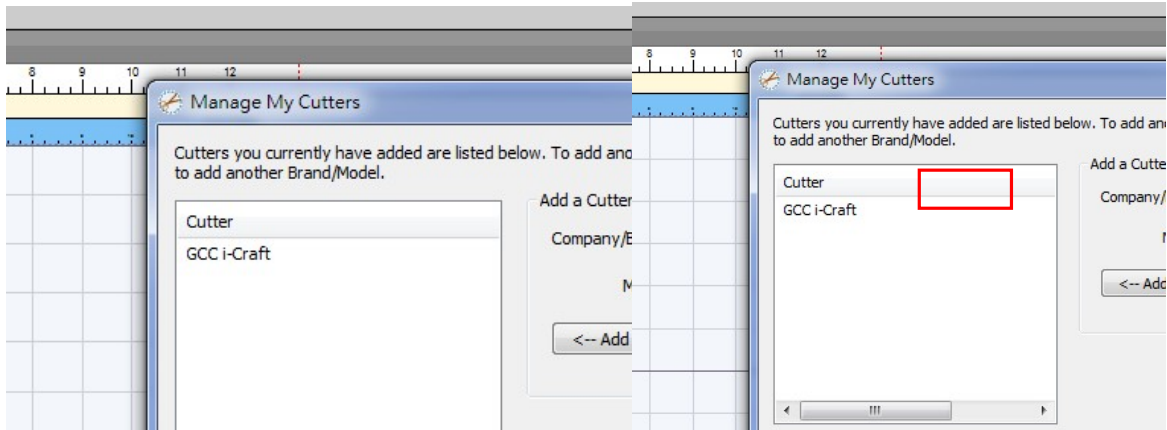 8 9 10 11 12
Manage My Cutters
Cutters you currently have added are listed below. To add ano
to add another Brand/Model.
Cutter
GCC i-Craft
Add a Cutter
Company/B
M
<-- Add
8 9 10 11 12
Manage My Cutters
Cutters you currently have added are listed below. To add an
to add another Brand/Model.
Cutter
GCC i-Craft
Add a Cutte
Company/
<-- Add